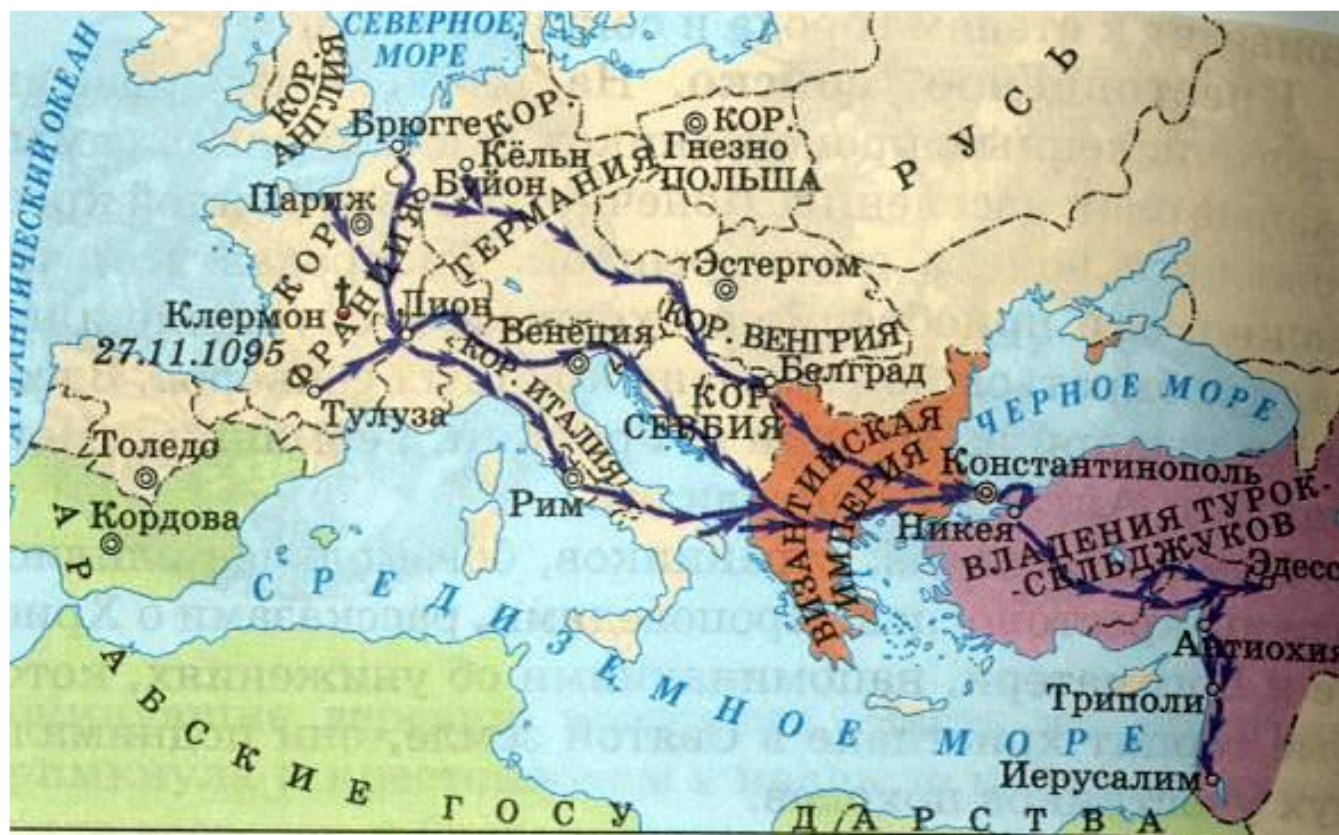 СЕВЕРНОЕ
МОРЕ
АТЛАНТИЧЕСКИЙ ОКЕАН
КОР.
АНГЛИЯ
РУСЬ
Брюгге
КОР.
ГЕРМАНИЯ
КОР.
Гнезно
ПОЛЬША
Кёльн
Буйон
Париж
КОР.
ФРАНЦИЯ
Эстергом
Клермон
27.11.1095
Лион
Венеция
КОР. ВЕНГРИЯ
КОР. ИТАЛИЯ
Белград
Тулуза
КОР.
СЕРБИЯ
ЧЕРНОЕ МОРЕ
ВИЗАНТИЙСКАЯ
ИМПЕРИЯ
Толедо
Рим
Константинополь
Кордова
Никея
ВЛАДЕНИЯ ТУРОК-
-СЕЛЬДЖУКОВ
Эдесс
СРЕДИЗЕМНОЕ МОРЕ
Антиохия
Триполи
Иерусалим
АРАБСКИЕ ГОСУДАРСТВА